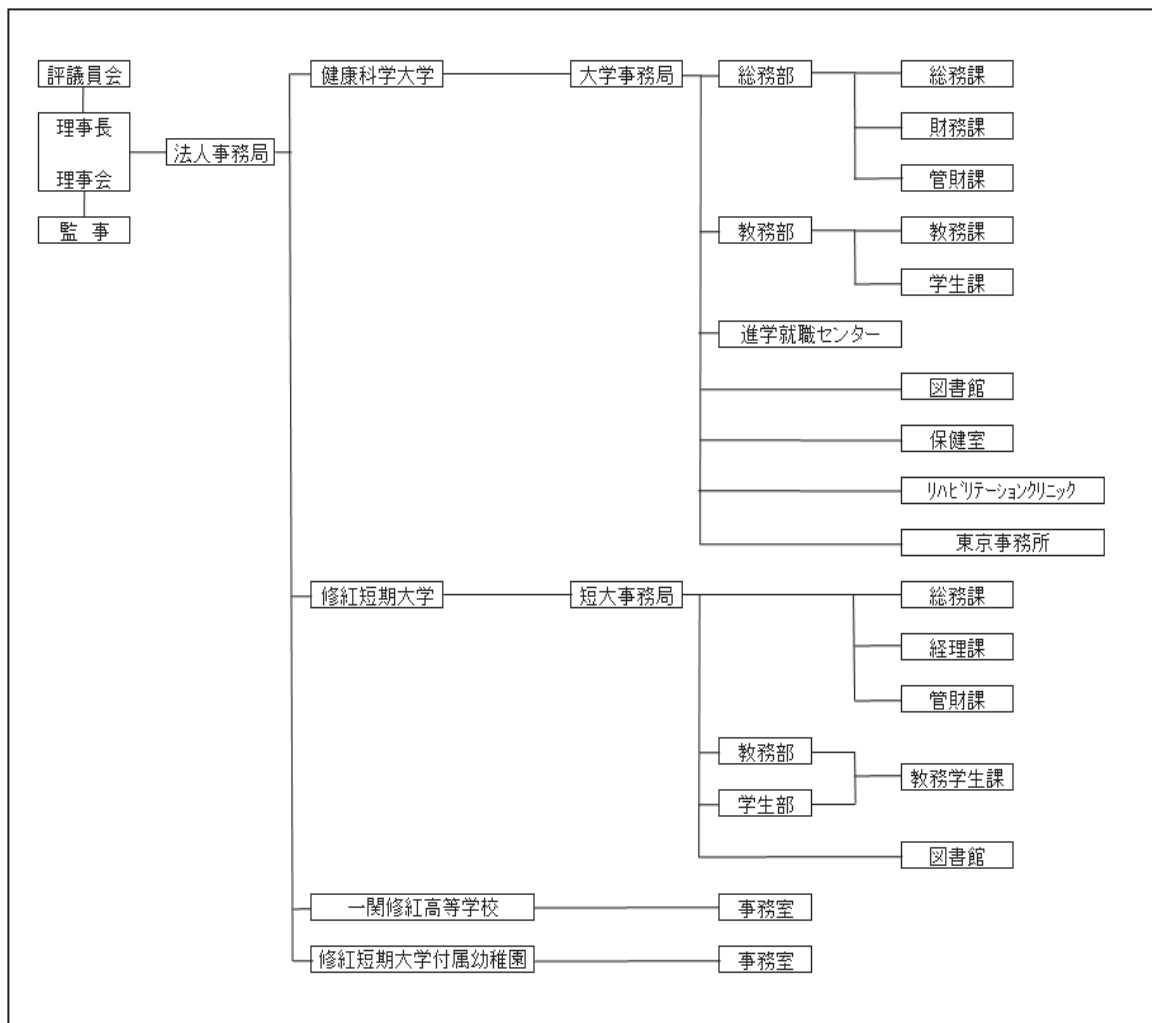 評議員会
理事長
理事会
監 事
法人事務局
健康科学大学
大学事務局
総務部
総務課
財務課
管財課
教務部
教務課
学生課
進学就職センター
図書館
保健室
ﾘﾊﾋﾞﾘﾃｰｼｮﾝｸﾘﾆｯｸ
東京事務所
修紅短期大学
短大事務局
総務課
経理課
管財課
教務部
学生部
教務学生課
図書館
一関修紅高等学校
事務室
修紅短期大学付属幼稚園
事務室